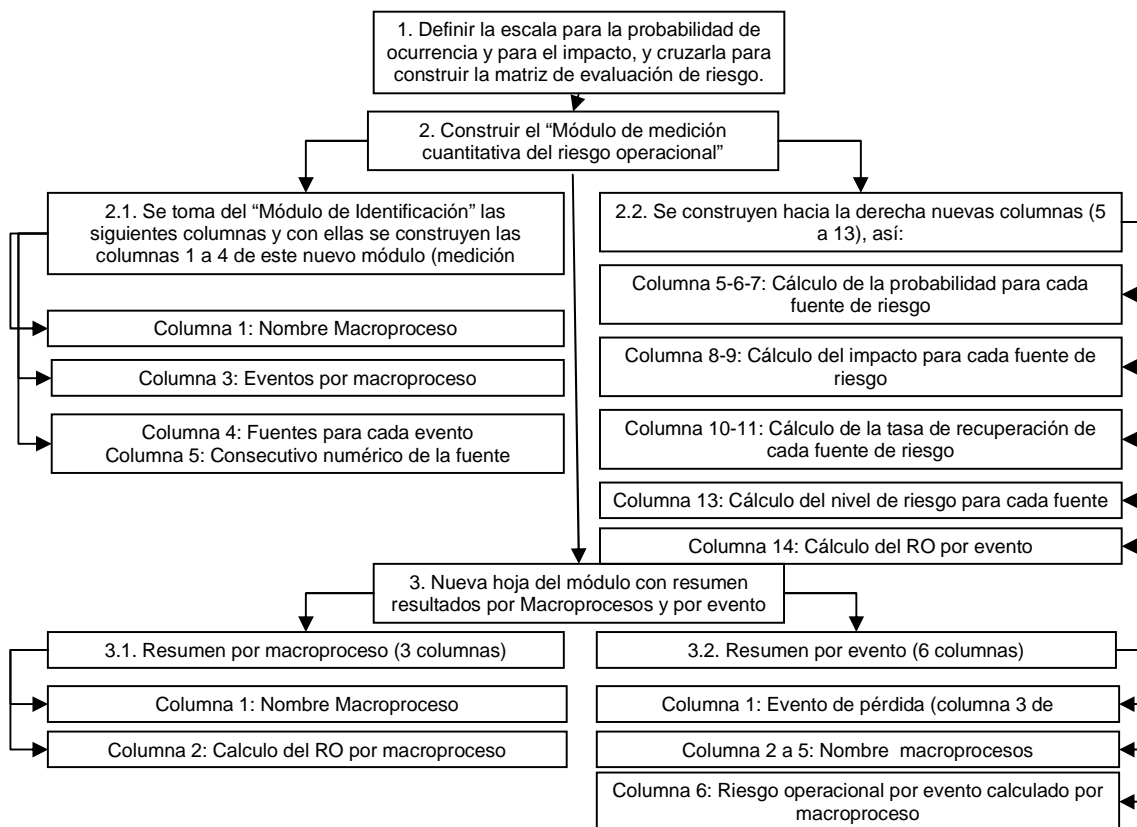 1. Definir la escala para la probabilidad de
ocurrencia y para el impacto, y cruzarla para
construir la matriz de evaluación de riesgo.
2. Construir el “Módulo de medición
cuantitativa del riesgo operacional”
2.1. Se toma del “Módulo de Identificación” las
siguientes columnas y con ellas se construyen las
columnas 1 a 4 de este nuevo módulo (medición
Columna 1: Nombre Macroproceso
Columna 3: Eventos por macroproceso
Columna 4: Fuentes para cada evento
Columna 5: Consecutivo numérico de la fuente
2.2. Se construyen hacia la derecha nuevas columnas (5
a 13), así:
Columna 5-6-7: Cálculo de la probabilidad para cada
fuente de riesgo
Columna 8-9: Cálculo del impacto para cada fuente de
riesgo
Columna 10-11: Cálculo de la tasa de recuperación de
cada fuente de riesgo
Columna 13: Cálculo del nivel de riesgo para cada fuente
Columna 14: Cálculo del RO por evento
3. Nueva hoja del módulo con resumen
resultados por Macroprocesos y por evento
3.1. Resumen por macroproceso (3 columnas)
Columna 1: Nombre Macroproceso
Columna 2: Calculo del RO por macroproceso
3.2. Resumen por evento (6 columnas)
Columna 1: Evento de pérdida (columna 3 de
Columna 2 a 5: Nombre macroprocesos
Columna 6: Riesgo operacional por evento calculado por
macroproceso